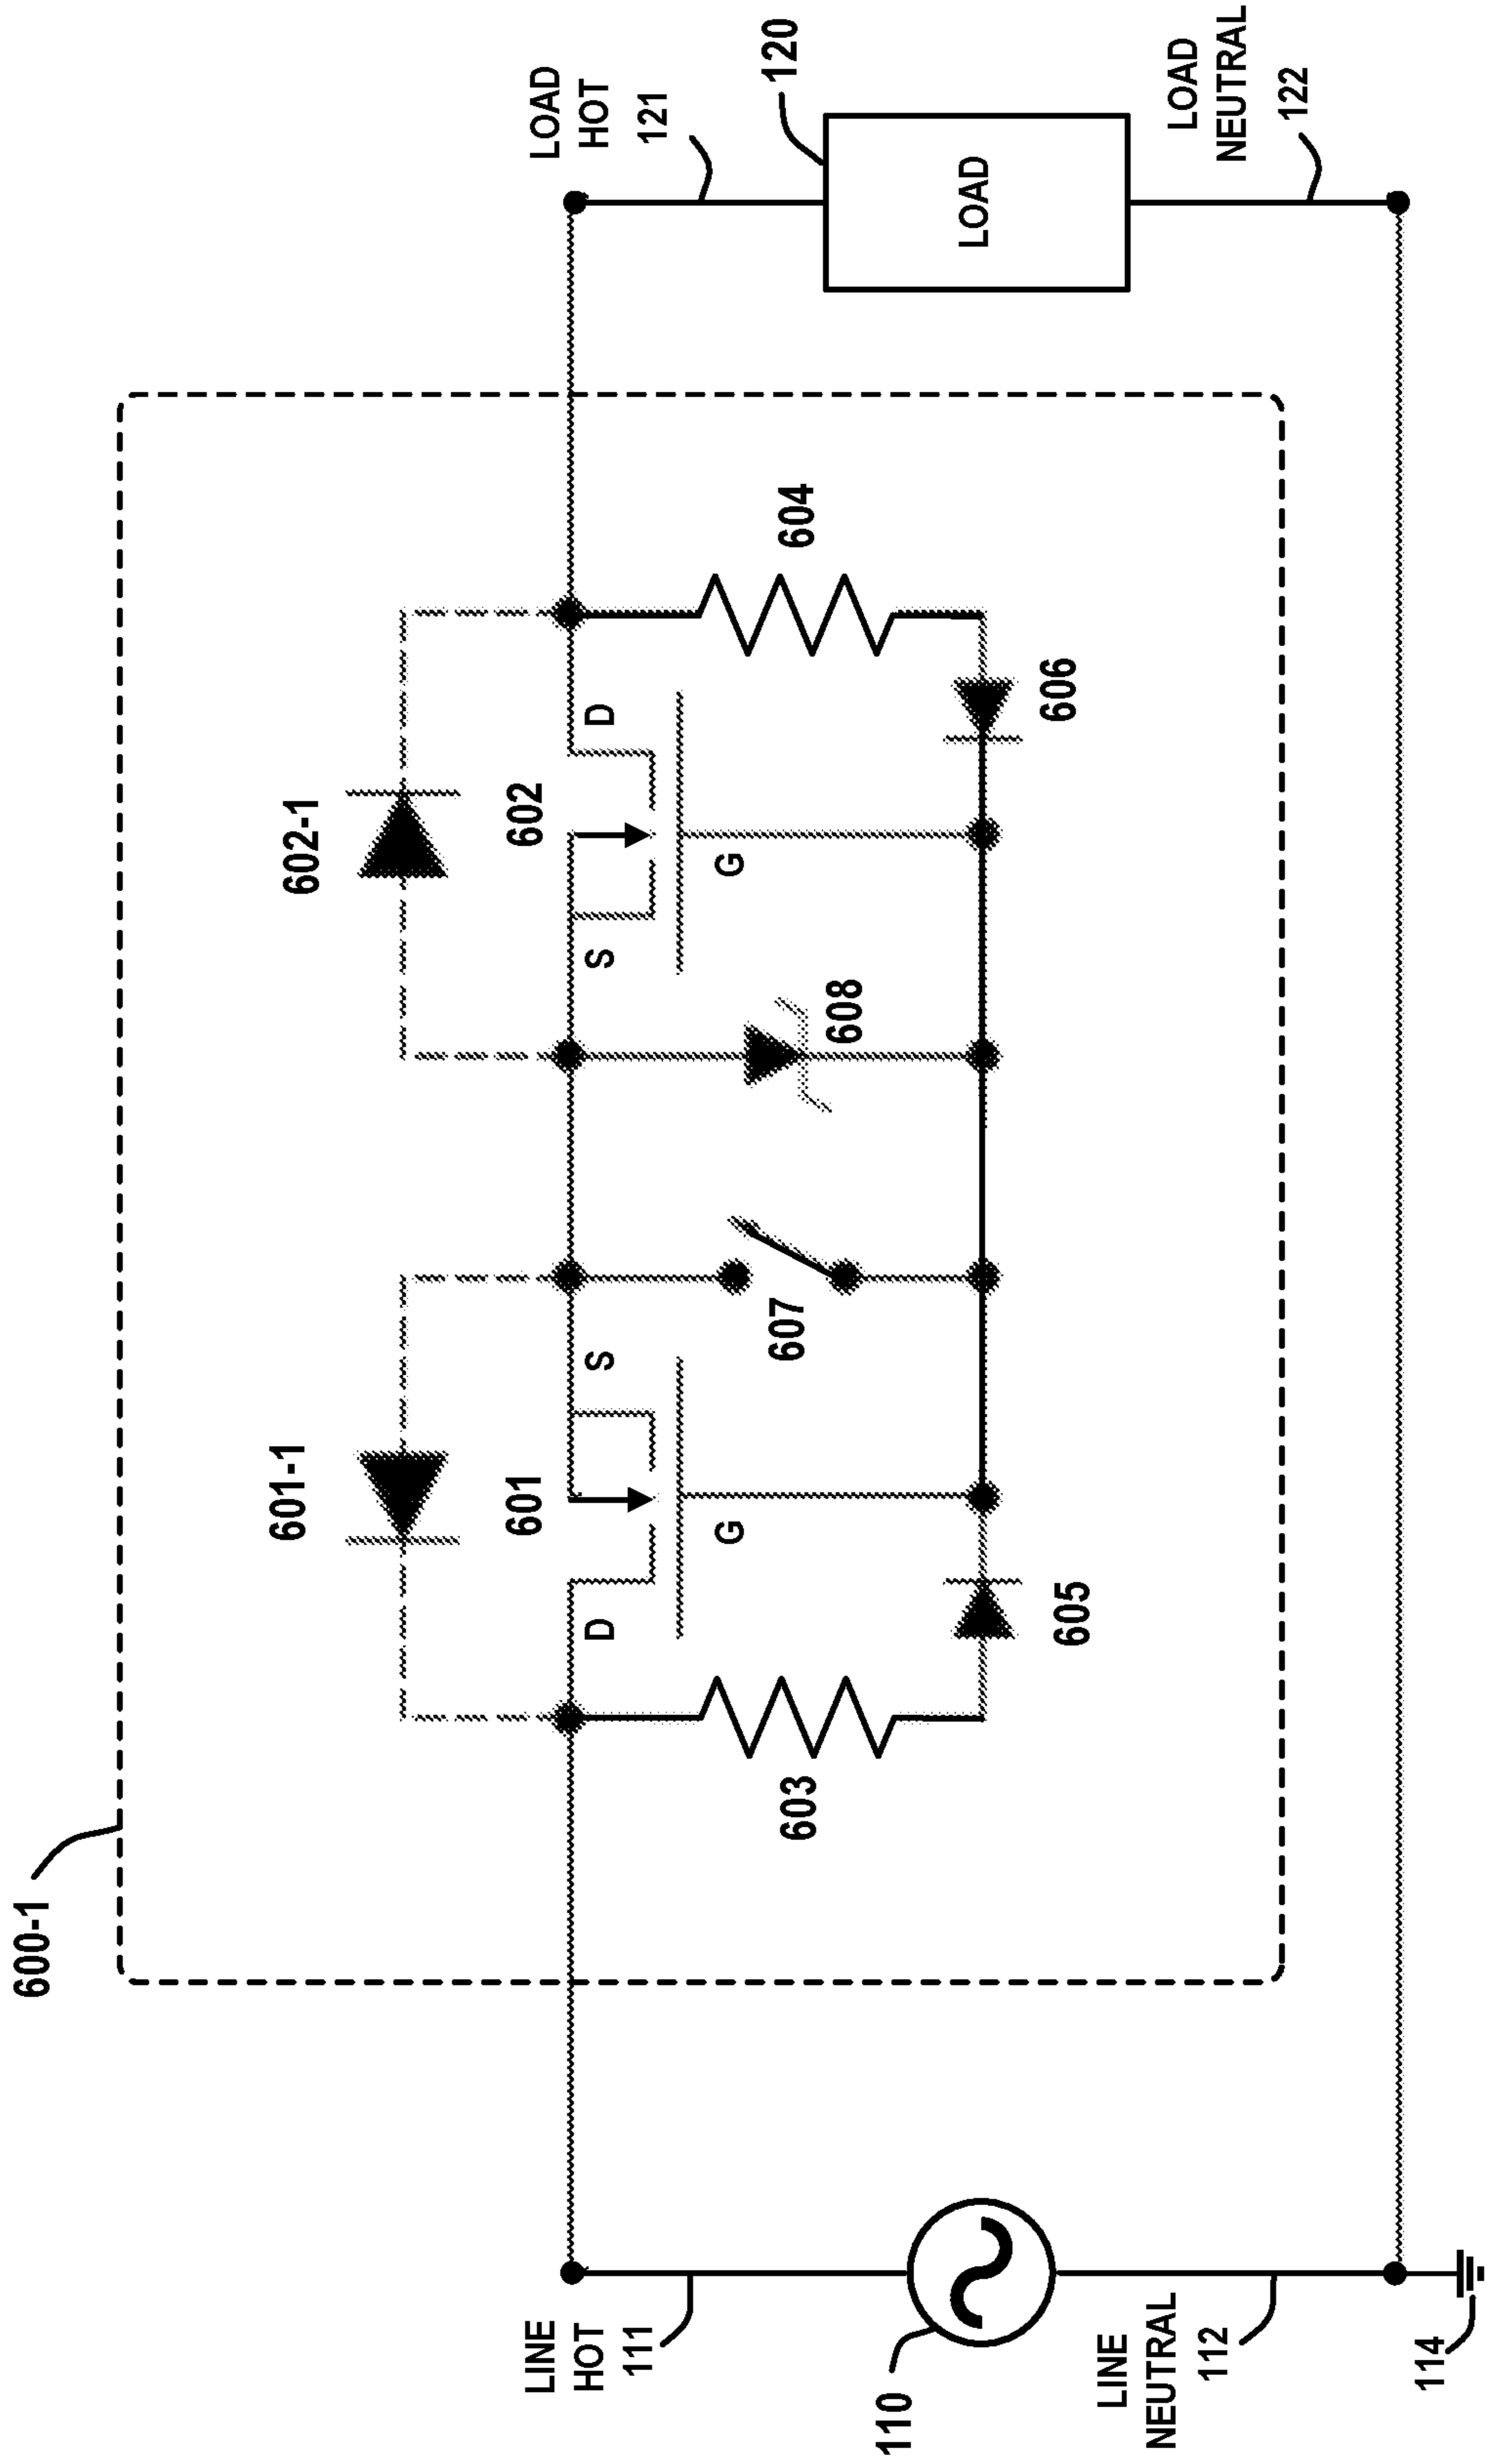 600-1
601-1
602-1
LINE
HOT
111
LOAD
HOT
121
601
602
D
S
S
D
G
G
603
607
608
604
120
LOAD
605
606
110
LINE
NEUTRAL
112
LOAD
NEUTRAL
122
114